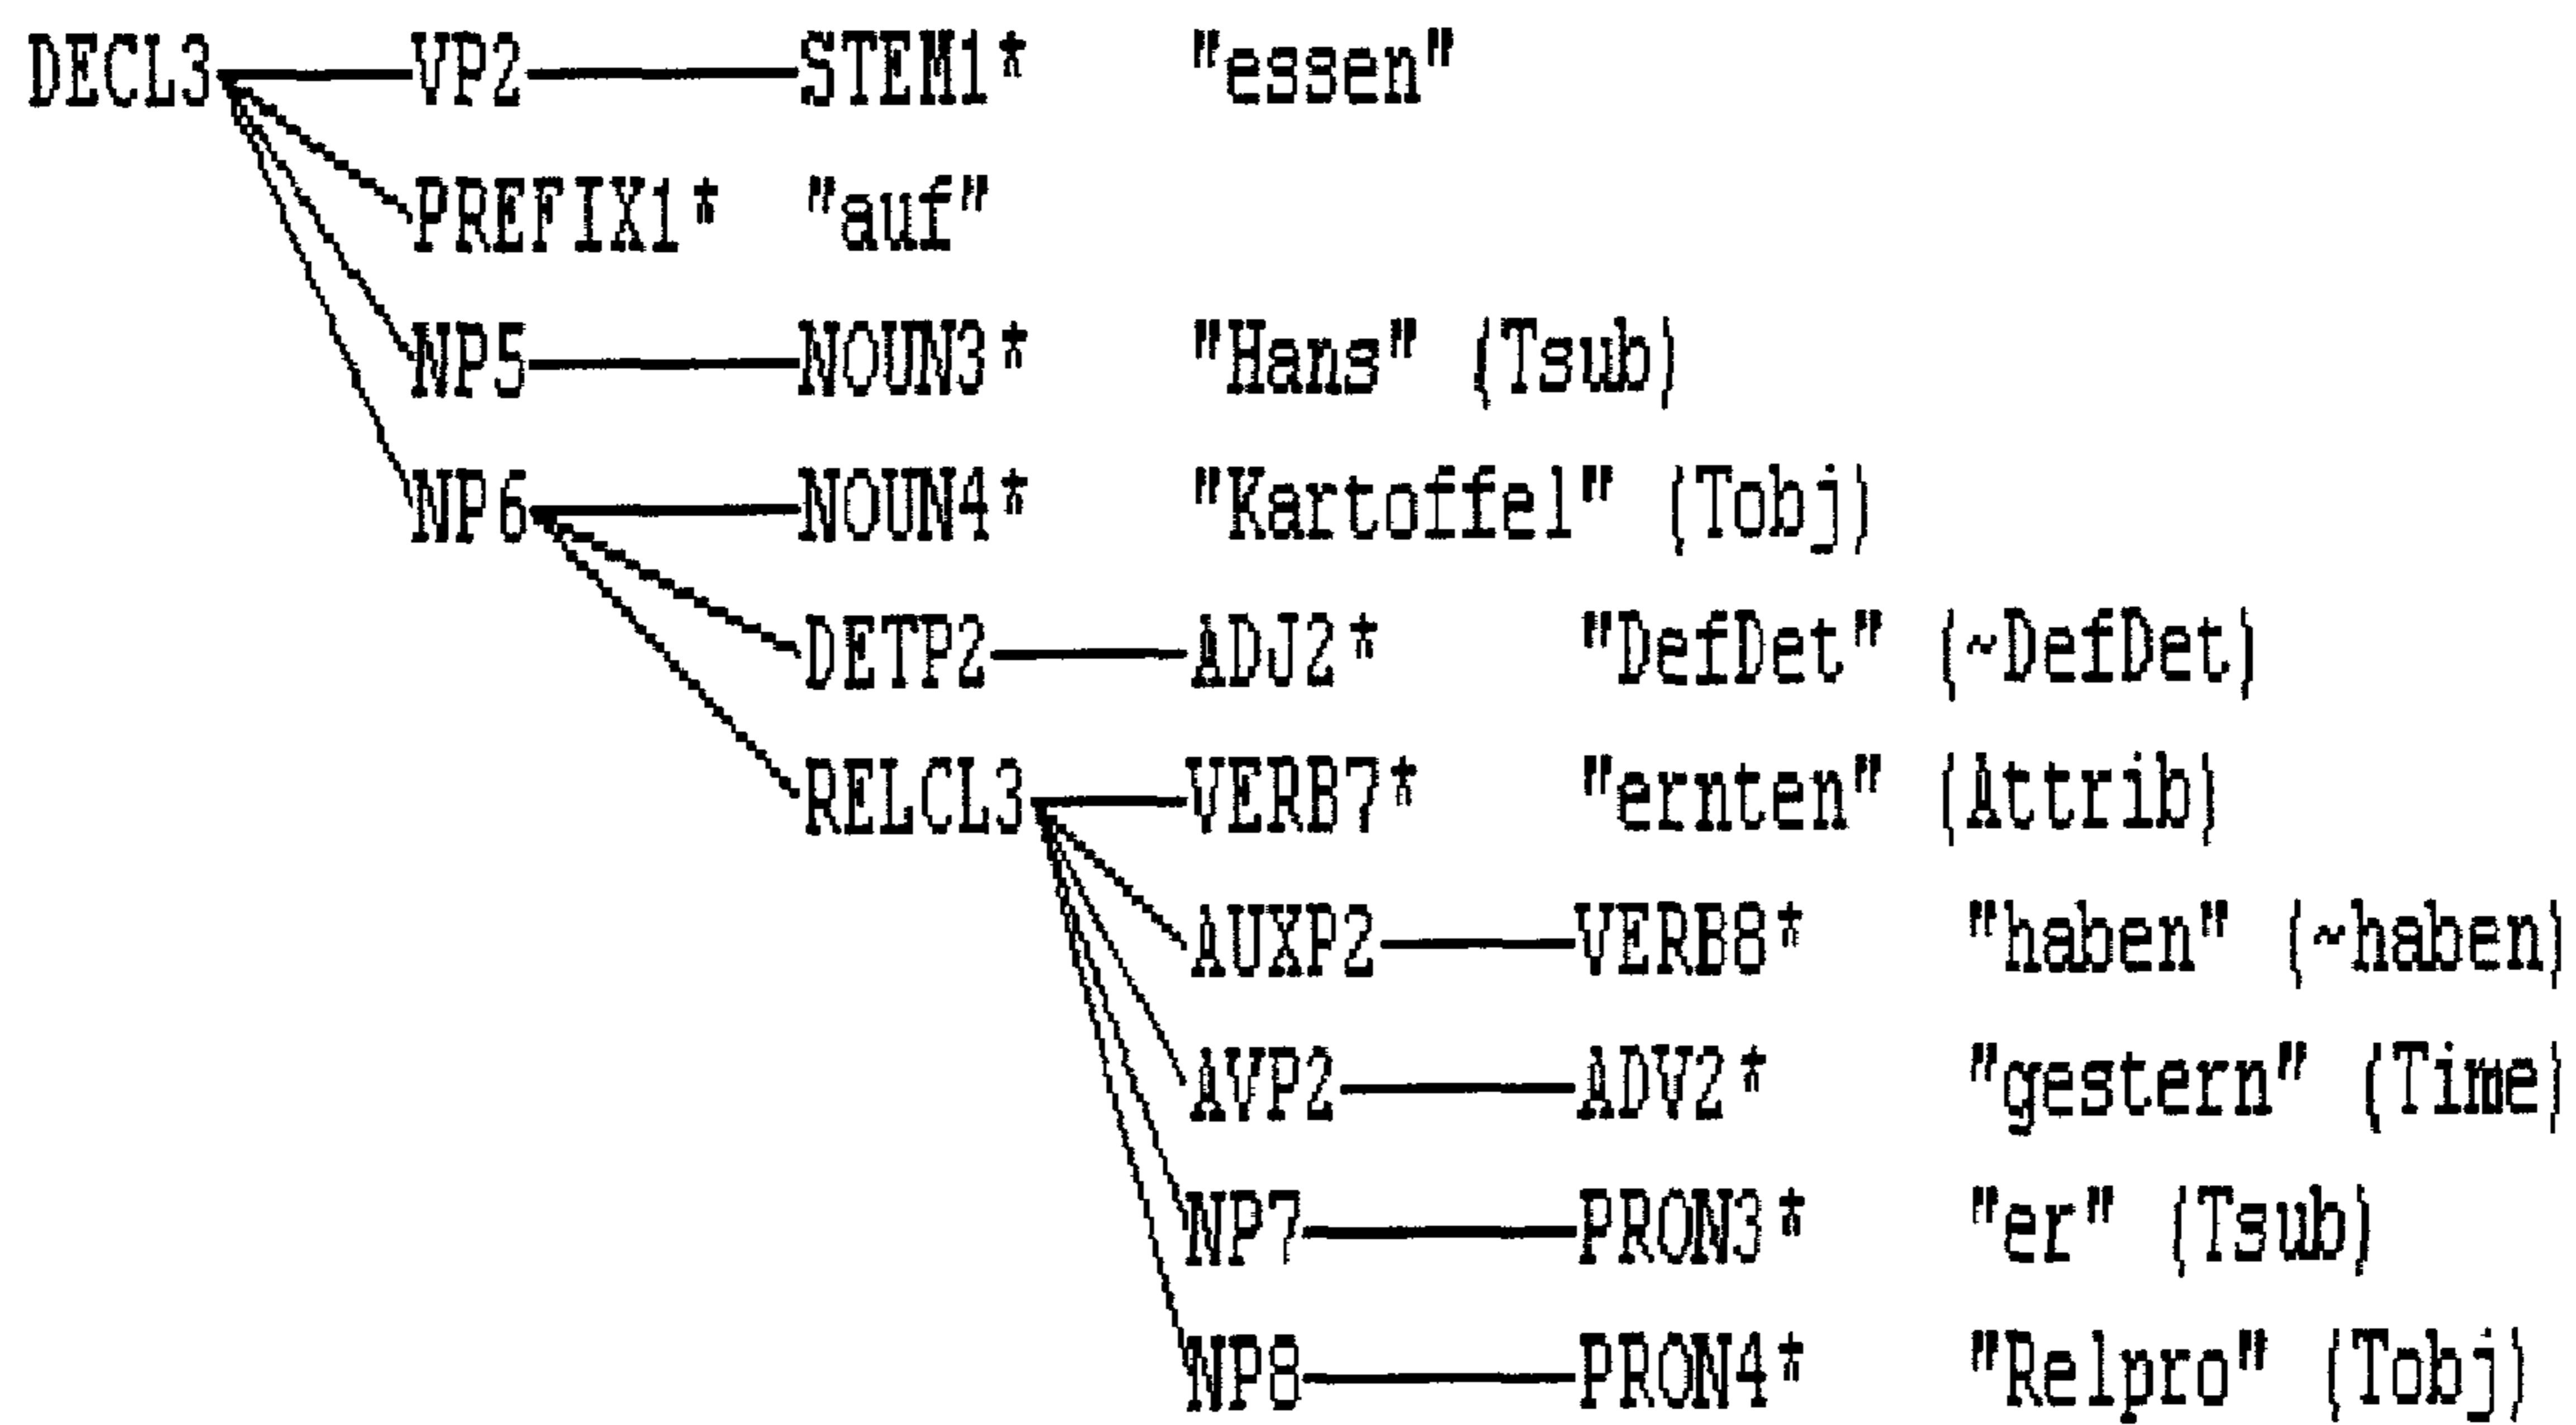 DECL3 VP2 STEM1* "essen"
PREFIX1* "auf"
NP5 NOUN3* "Hans" (Tsub)
NP6 NOUN4* "Kartoffel" (Tobj)
DETP2 ADJ2* "DefDet" (~DefDet)
RELCL3 VERB7* "ernten" (Attrib)
AUXP2 VERB8* "haben" (~haben)
AVP2 ADV2* "gestern" (Time)
NP7 PRON3* "er" (Tsub)
NP8 PRON4* "Relpro" (Tobj)